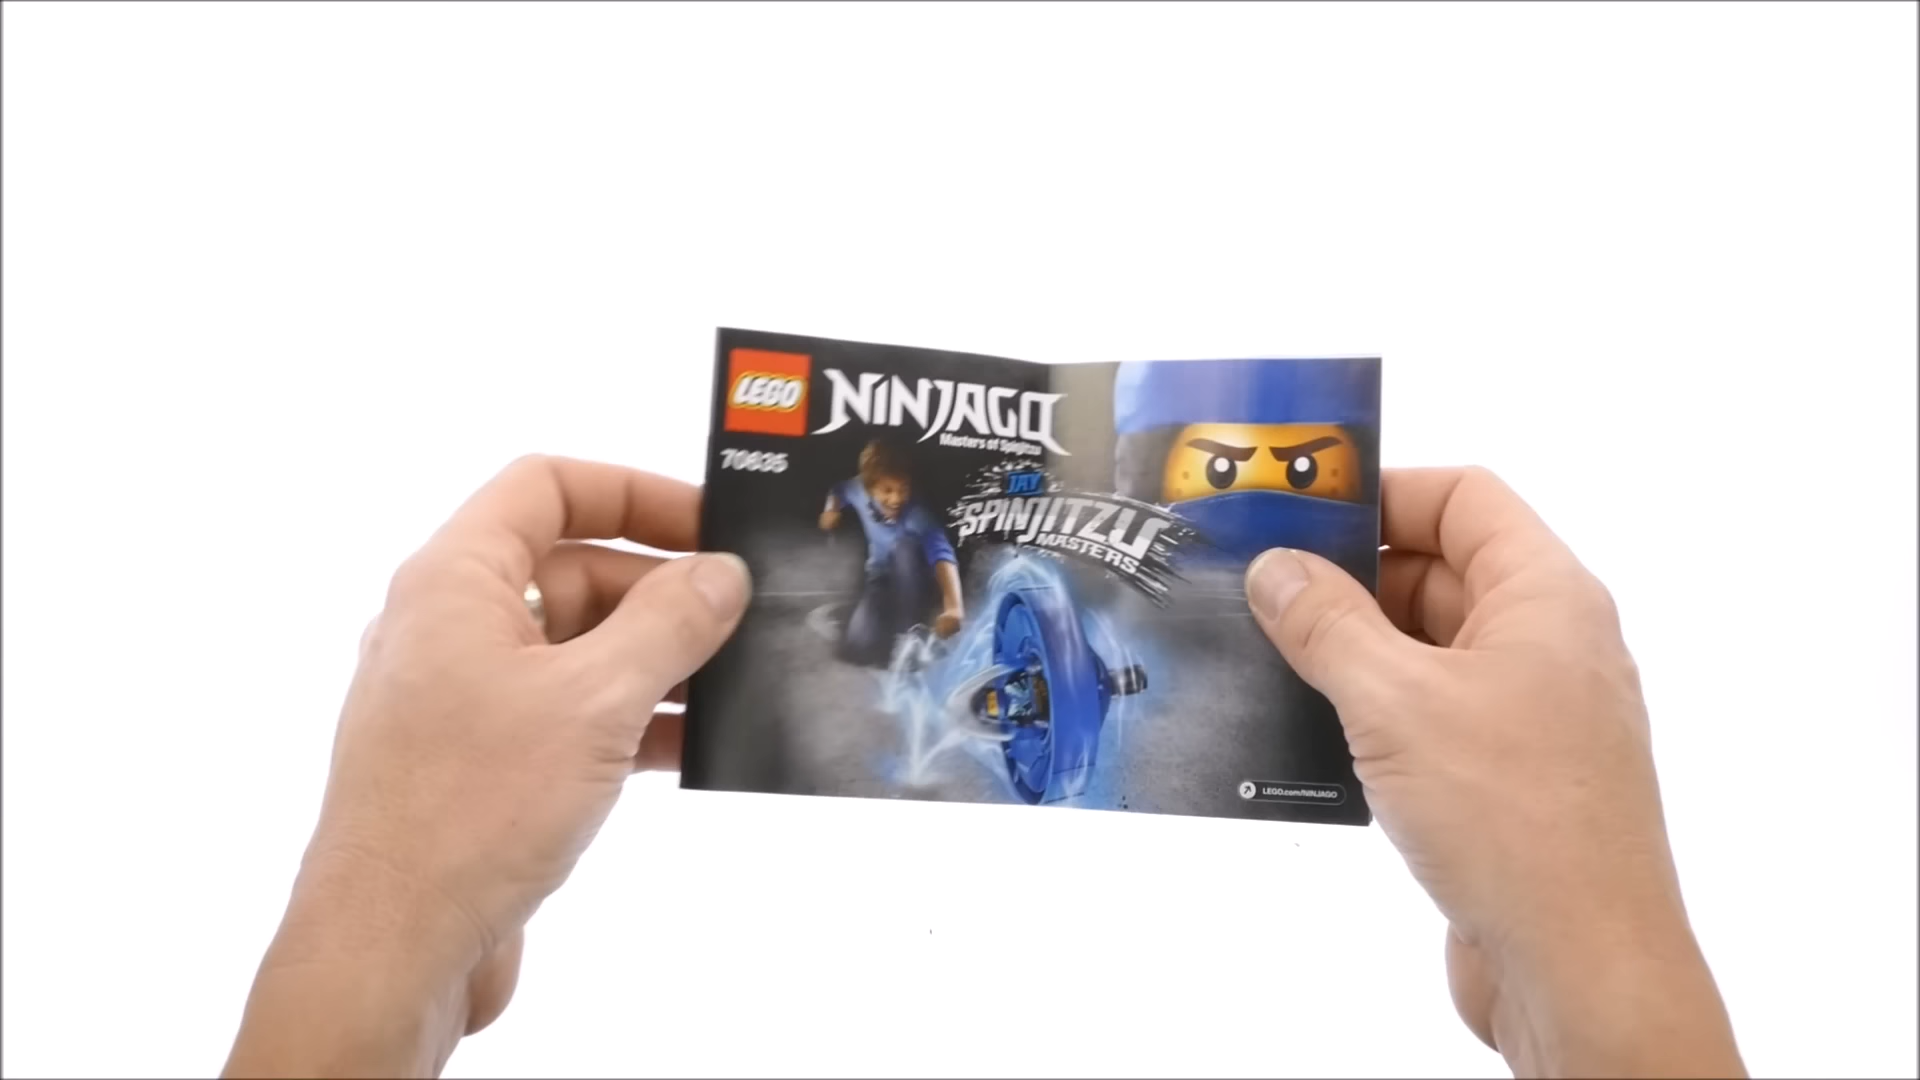 LEGO
NINJAGO
Masters of Spinjitzu
70635
JAY
SPINJITZU
MASTERS
LEGO.com/NINJAGO